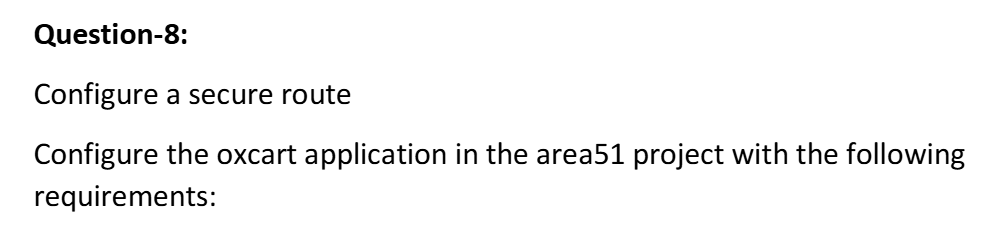 Question-8:
Configure a secure route
Configure the oxcart application in the area51 project with the following
requirements: